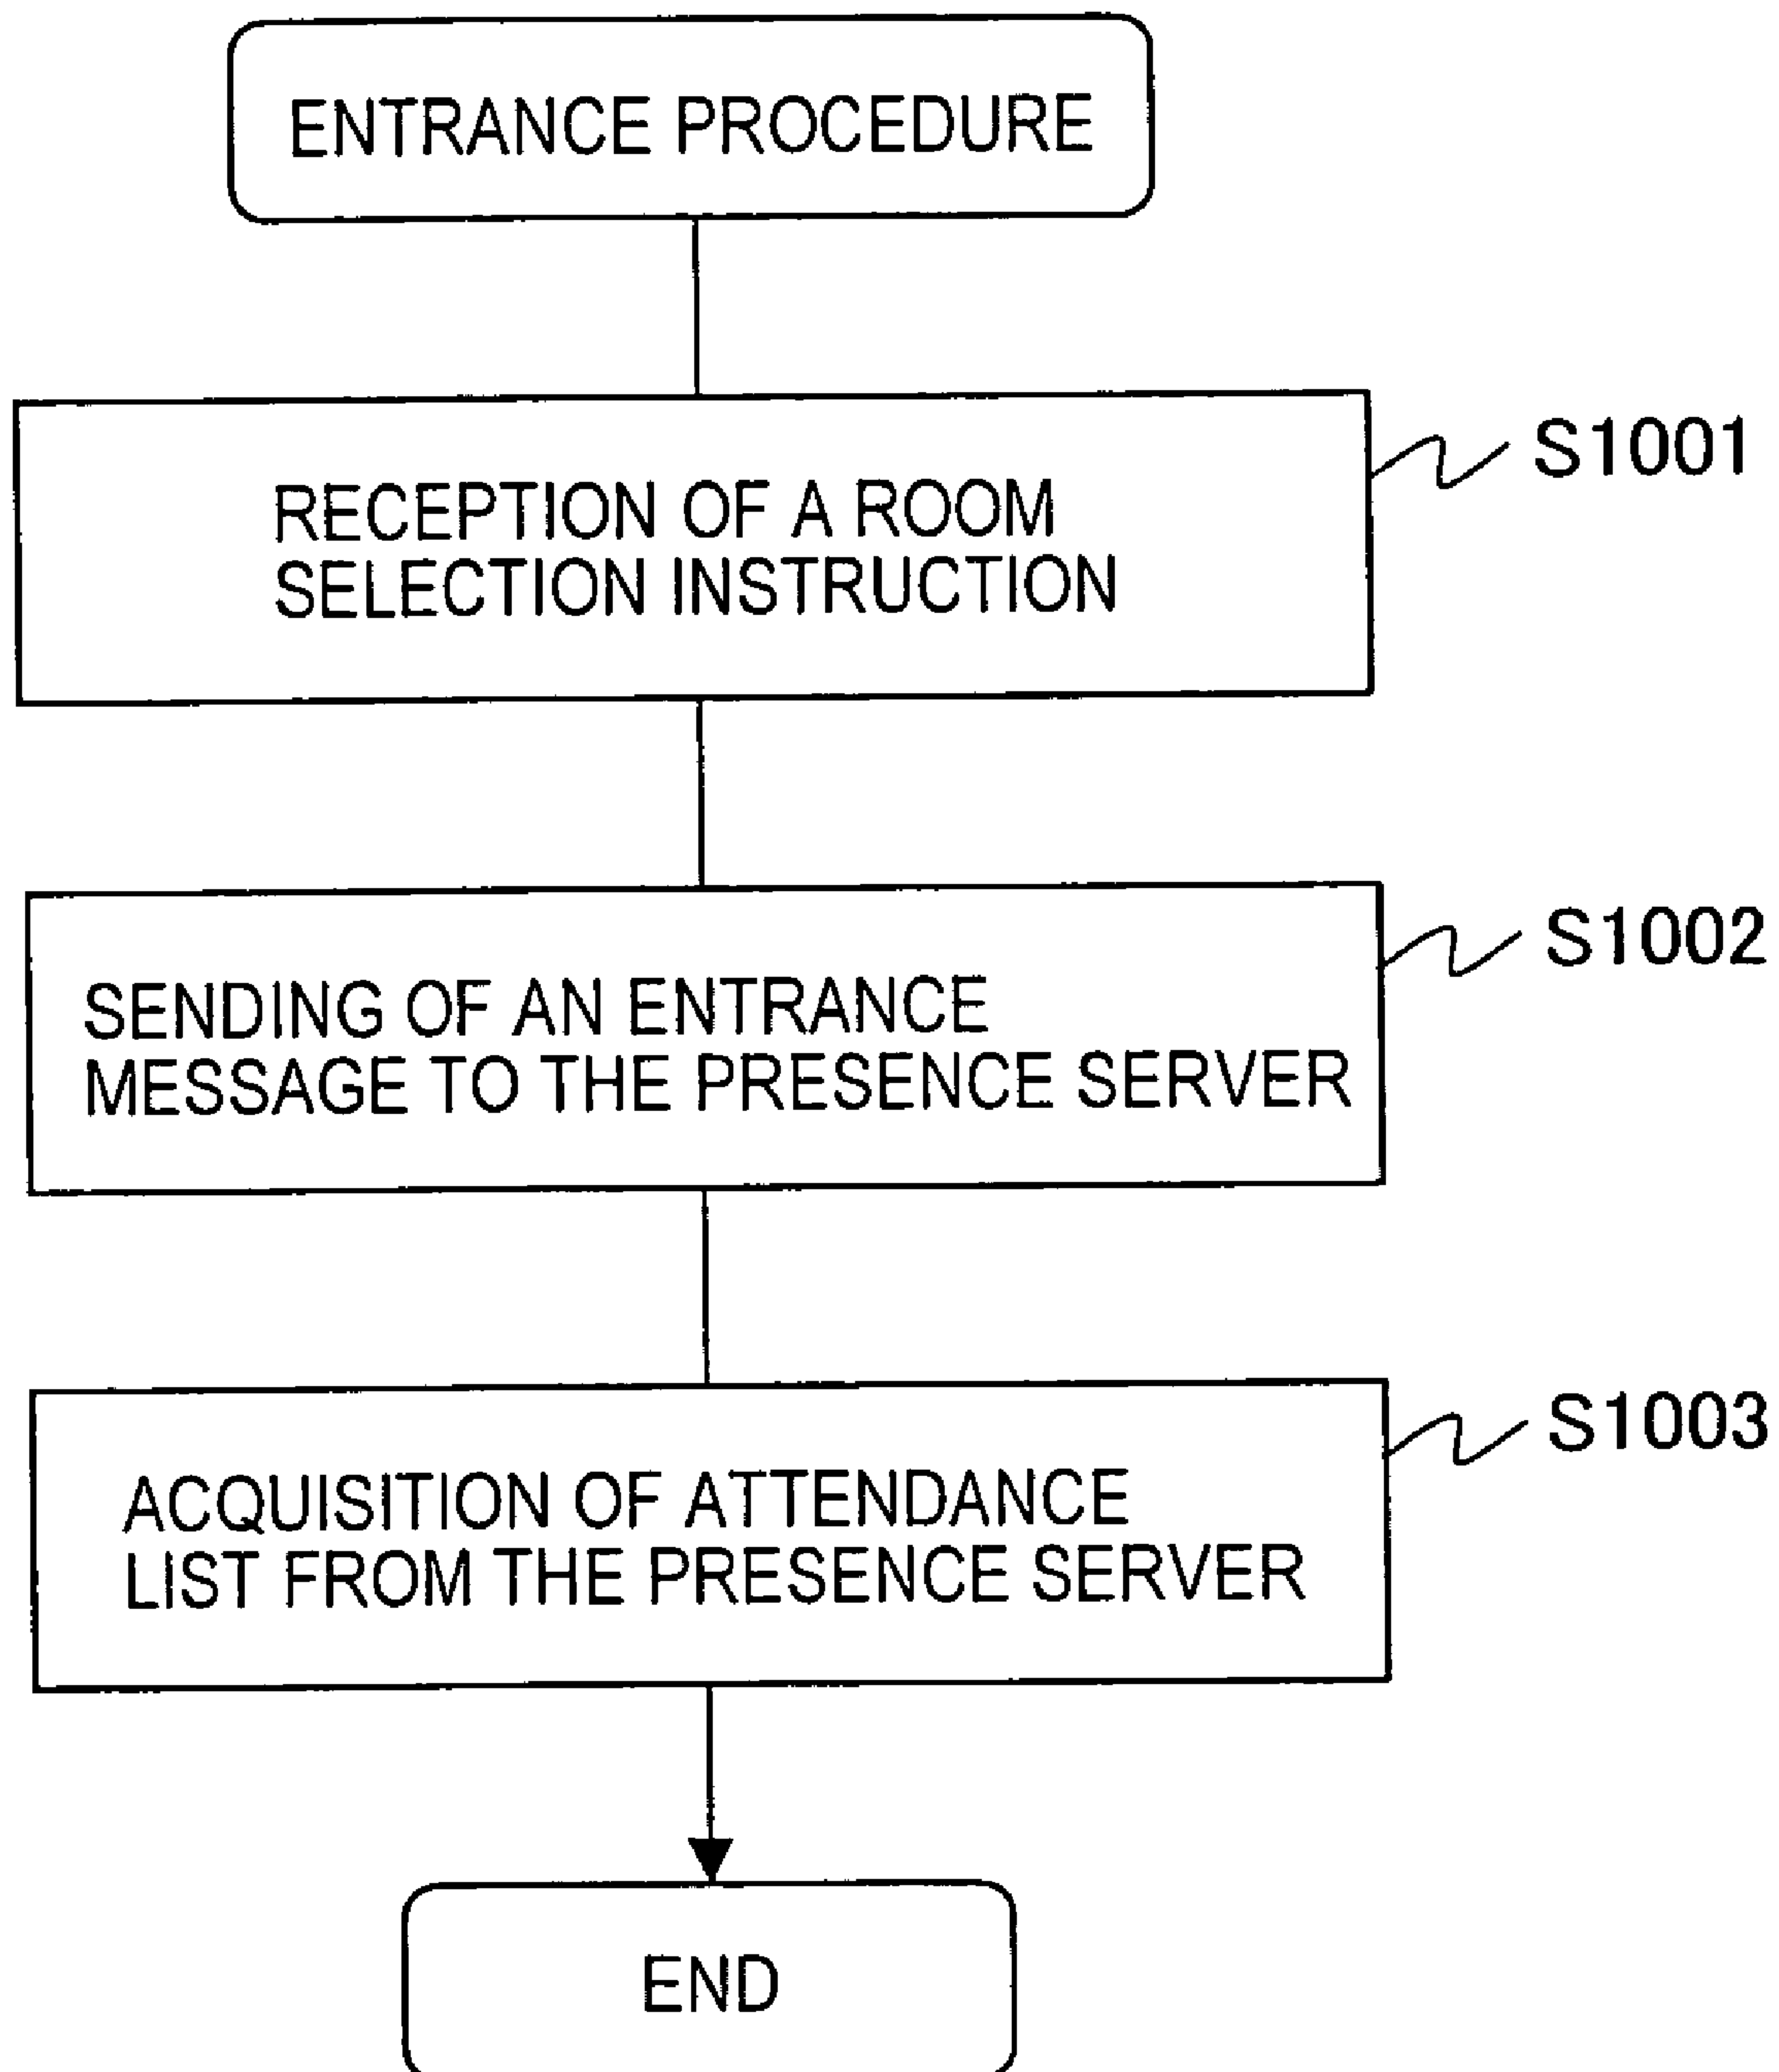 ENTRANCE PROCEDURE
S1001
RECEPTION OF A ROOM
SELECTION INSTRUCTION
S1002
SENDING OF AN ENTRANCE
MESSAGE TO THE PRESENCE SERVER
S1003
ACQUISITION OF ATTENDANCE
LIST FROM THE PRESENCE SERVER
END